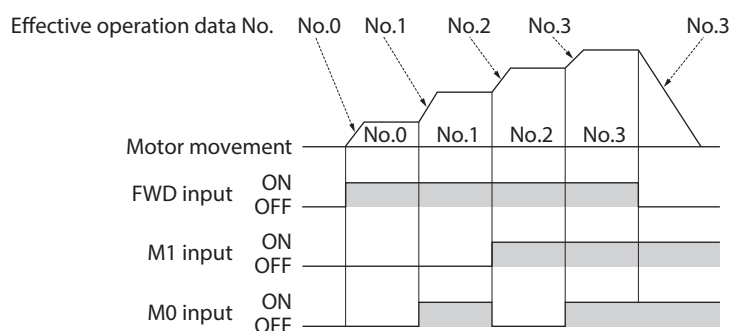 Effective operation data No. No.0 No.1 No.2 No.3 No.3
No.0 No.1 No.2 No.3
Motor movement
FWD input ON
OFF
M1 input ON
OFF
M0 input ON
OFF